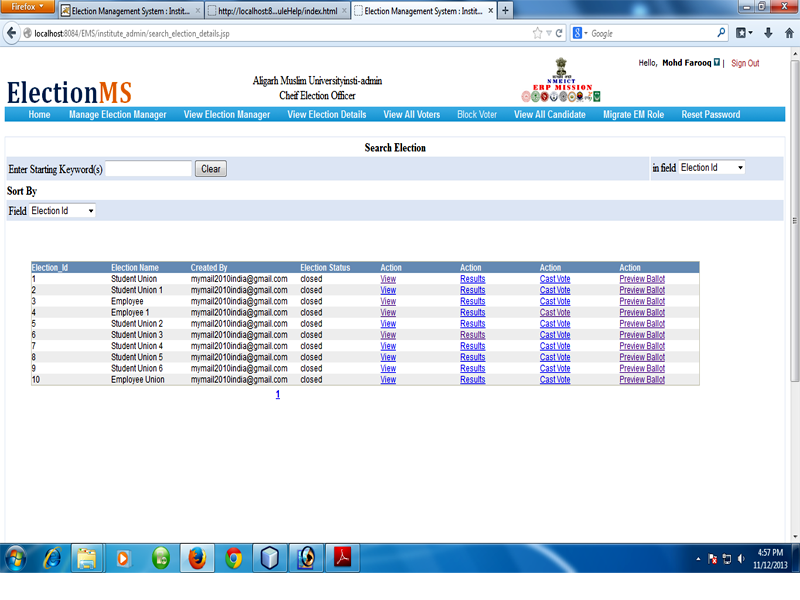 Firefox
Election Management System : Instit...
http://localhost:8...uleHelp/index.html
Election Management System : Instit...
localhost:8084/EMS/institute_admin/search_election_details.jsp
Google
ElectionMS
Aligarh Muslim Universityinsti-admin
Cheif Election Officer
NMEICT
ERP MISSION
Hello, Mohd Farooq | Sign Out
Home Manage Election Manager View Election Manager View Election Details View All Voters Block Voter View All Candidate Migrate EM Role Reset Password
Search Election
Enter Starting Keyword(s) Clear in field Election Id
Sort By
Field Election Id
Election_Id Election Name Created By Election Status Action Action Action Action
1 Student Union mymail2010india@gmail.com closed View Results Cast Vote Preview Ballot
2 Student Union 1 mymail2010india@gmail.com closed View Results Cast Vote Preview Ballot
3 Employee mymail2010india@gmail.com closed View Results Cast Vote Preview Ballot
4 Employee 1 mymail2010india@gmail.com closed View Results Cast Vote Preview Ballot
5 Student Union 2 mymail2010india@gmail.com closed View Results Cast Vote Preview Ballot
6 Student Union 3 mymail2010india@gmail.com closed View Results Cast Vote Preview Ballot
7 Student Union 4 mymail2010india@gmail.com closed View Results Cast Vote Preview Ballot
8 Student Union 5 mymail2010india@gmail.com closed View Results Cast Vote Preview Ballot
9 Student Union 6 mymail2010india@gmail.com closed View Results Cast Vote Preview Ballot
10 Employee Union mymail2010india@gmail.com closed View Results Cast Vote Preview Ballot
1
4:57 PM
11/12/2013